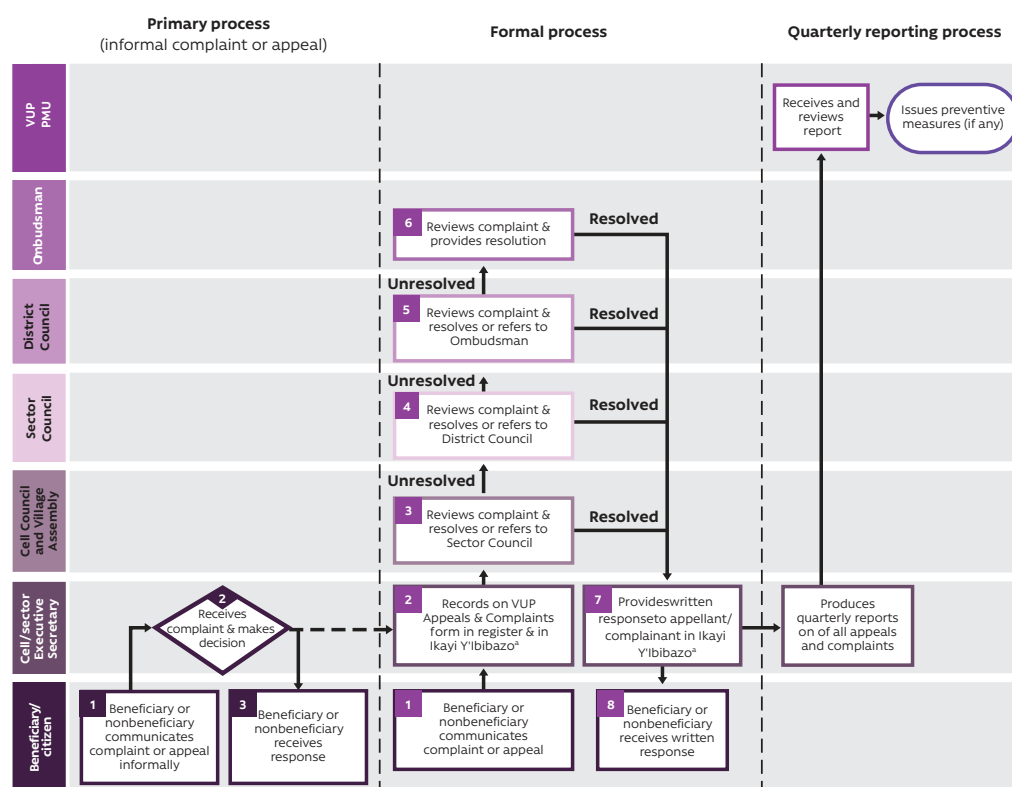 Primary process
(informal complaint or appeal)
Formal process
Quarterly reporting process
VUP
PMU
Receives and
reviews
report
Issues preventive
measures (if any)
Ombudsman
6
Reviews complaint &
provides resolution
Resolved
Unresolved
District
Council
5
Reviews complaint &
resolves or refers to
Ombudsman
Resolved
Unresolved
Sector
Council
4
Reviews complaint &
resolves or refers to
District Council
Resolved
Unresolved
Cell Council
and Village
Assembly
3
Reviews complaint &
resolves or refers to
Sector Council
Resolved
Cell/sector
Executive
Secretary
2
Receives
complaint & makes
decision
2
Records on VUP
Appeals & Complaints
form in register & in
Ikayi Y'Ibibazoᵃ
7
Provideswritten
responseto appellant/
complainant in Ikayi
Y'Ibibazoᵃ
Produces
quarterly reports
on of all appeals
and complaints
Beneficiary/
citizen
1
Beneficiary or
nonbeneficiary
communicates
complaint or appeal
informally
3
Beneficiary or
nonbeneficiary
receives
response
1
Beneficiary or
nonbeneficiary
communicates
complaint or appeal
8
Beneficiary or
nonbeneficiary
receives written
response